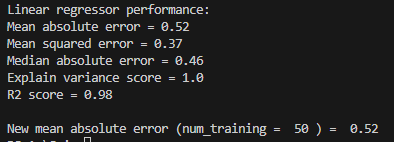 Linear regressor performance:
Mean absolute error = 0.52
Mean squared error = 0.37
Median absolute error = 0.46
Explain variance score = 1.0
R2 score = 0.98
New mean absolute error (num_training =  50 ) =  0.52